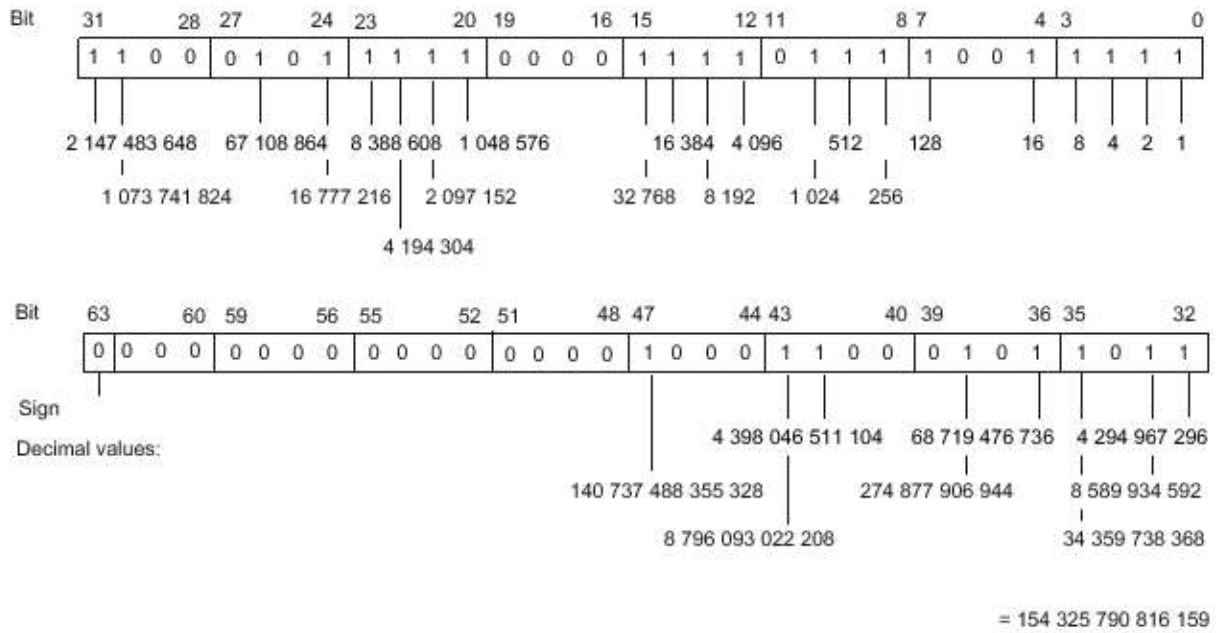 Bit 31 28 27 24 23 20 19 16 15 12 11 8 7 4 3 0
1 1 0 0 0 1 0 1 1 1 1 1 0 0 0 0 1 1 1 1 0 1 1 1 1 0 0 1 1 1 1 1
2 147 483 648 67 108 864 8 388 608 1 048 576 16 384 4 096 512 128 16 8 4 2 1
1 073 741 824 16 777 216 2 097 152 32 768 8 192 1 024 256
4 194 304
Bit 63 60 59 56 55 52 51 48 47 44 43 40 39 36 35 32
0 0 0 0 0 0 0 0 0 0 0 0 0 0 0 0 1 0 0 0 1 1 0 0 0 1 0 1 1 0 1 1
Sign
4 398 046 511 104 68 719 476 736 4 294 967 296
Decimal values:
140 737 488 355 328 274 877 906 944 8 589 934 592
8 796 093 022 208 34 359 738 368
= 154 325 790 816 159